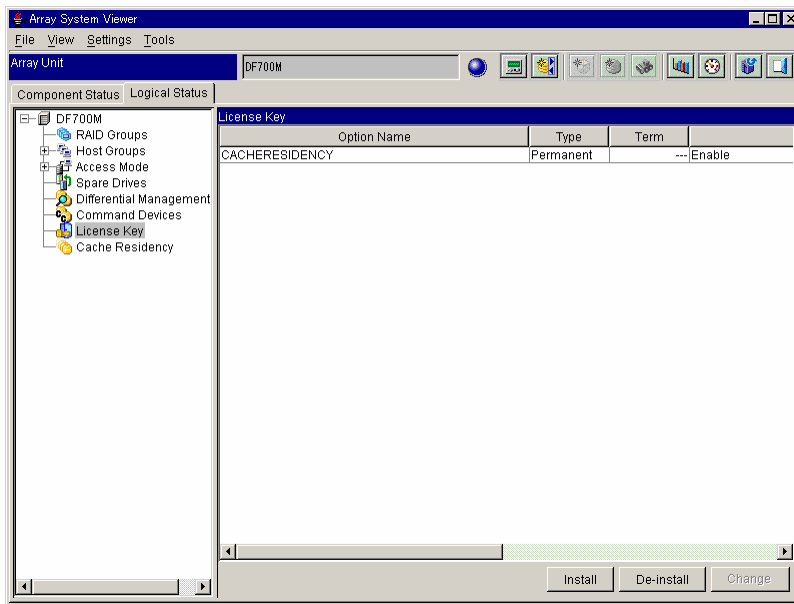 Array System Viewer
File View Settings Tools
Array Unit DF700M
Component Status Logical Status
DF700M
RAID Groups
Host Groups
Access Mode
Spare Drives
Differential Management
Command Devices
License Key
Cache Residency
License Key
Option Name Type Term
CACHERESIDENCY Permanent --- Enable
Install De-install Change